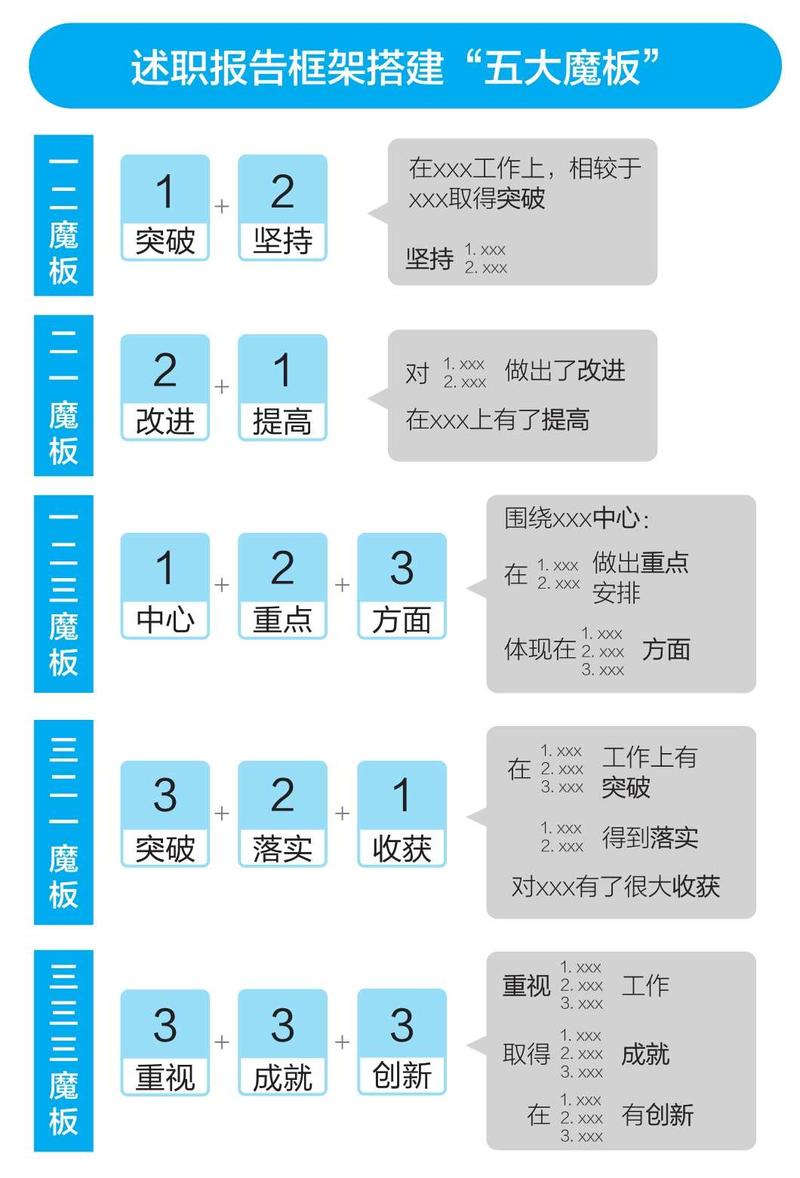 述职报告框架搭建“五大魔板”
一二魔板
1
突破
+
2
坚持
在xxx工作上，相较于
xxx取得突破
坚持
1. xxx
2. xxx
二一魔板
2
改进
+
1
提高
对
1. xxx
2. xxx
做出了改进
在xxx上有了提高
一二三魔板
1
中心
+
2
重点
+
3
方面
围绕xxx中心：
在
1. xxx
2. xxx
做出重点
安排
体现在
1. xxx
2. xxx
3. xxx
方面
三二一魔板
3
突破
+
2
落实
+
1
收获
在
1. xxx
2. xxx
3. xxx
工作上有
突破
1. xxx
2. xxx
得到落实
对xxx有了很大收获
三三三魔板
3
重视
+
3
成就
+
3
创新
重视
1. xxx
2. xxx
3. xxx
工作
取得
1. xxx
2. xxx
3. xxx
成就
在
1. xxx
2. xxx
3. xxx
有创新